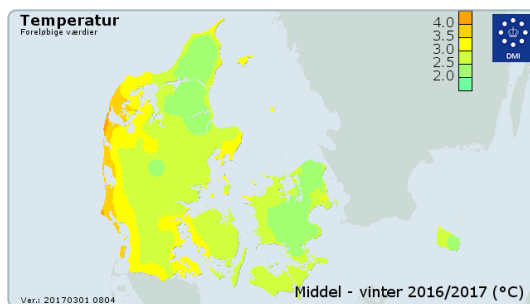 Temperatur
Foreløbige værdier
4.0
3.5
3.0
2.5
2.0
DMI
Middel - vinter 2016/2017 (°C)
Ver.: 20170301 0804